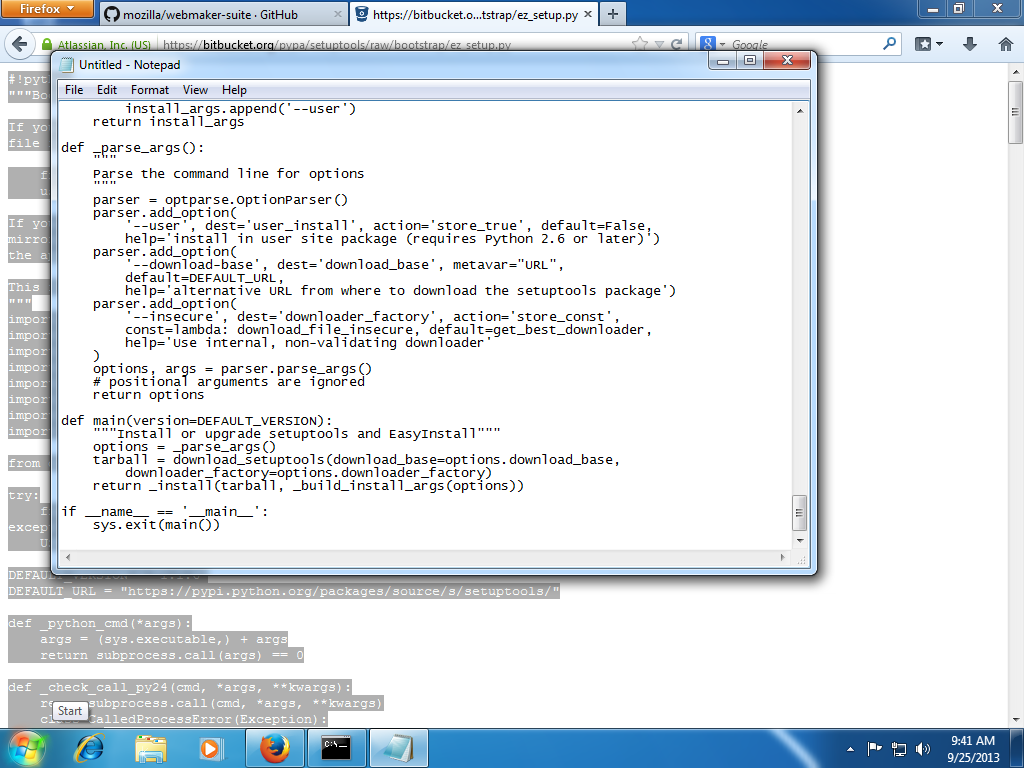 Firefox
mozilla/webmaker-suite · GitHub
https://bitbucket.o...tstrap/ez_setup.py
Atlassian, Inc. (US)
https://bitbucket.org/pypa/setuptools/raw/bootstrap/ez_setup.py
Google
Untitled - Notepad
File Edit Format View Help
install_args.append('--user')
return install_args
def _parse_args():
"""
Parse the command line for options
"""
parser = optparse.OptionParser()
parser.add_option(
'--user', dest='user_install', action='store_true', default=False,
help='install in user site package (requires Python 2.6 or later)')
parser.add_option(
'--download-base', dest='download_base', metavar="URL",
default=DEFAULT_URL,
help='alternative URL from where to download the setuptools package')
parser.add_option(
'--insecure', dest='downloader_factory', action='store_const',
const=lambda: download_file_insecure, default=get_best_downloader,
help='Use internal, non-validating downloader'
)
options, args = parser.parse_args()
# positional arguments are ignored
return options
def main(version=DEFAULT_VERSION):
"""Install or upgrade setuptools and EasyInstall"""
options = _parse_args()
tarball = download_setuptools(download_base=options.download_base,
downloader_factory=options.downloader_factory)
return _install(tarball, _build_install_args(options))
if __name__ == '__main__':
sys.exit(main())
#!pyt
"""Bo
If yo
file
If yo
mirro
the a
This
"""
impor
impor
impor
impor
impor
impor
impor
impor
from
try:
excep
DEFAULT_URL = "https://pypi.python.org/packages/source/s/setuptools/"
def _python_cmd(*args):
args = (sys.executable,) + args
return subprocess.call(args) == 0
def _check_call_py24(cmd, *args, **kwargs):
subprocess.call(cmd, *args, **kwargs)
CalledProcessError(Exception):
Start
9:41 AM
9/25/2013